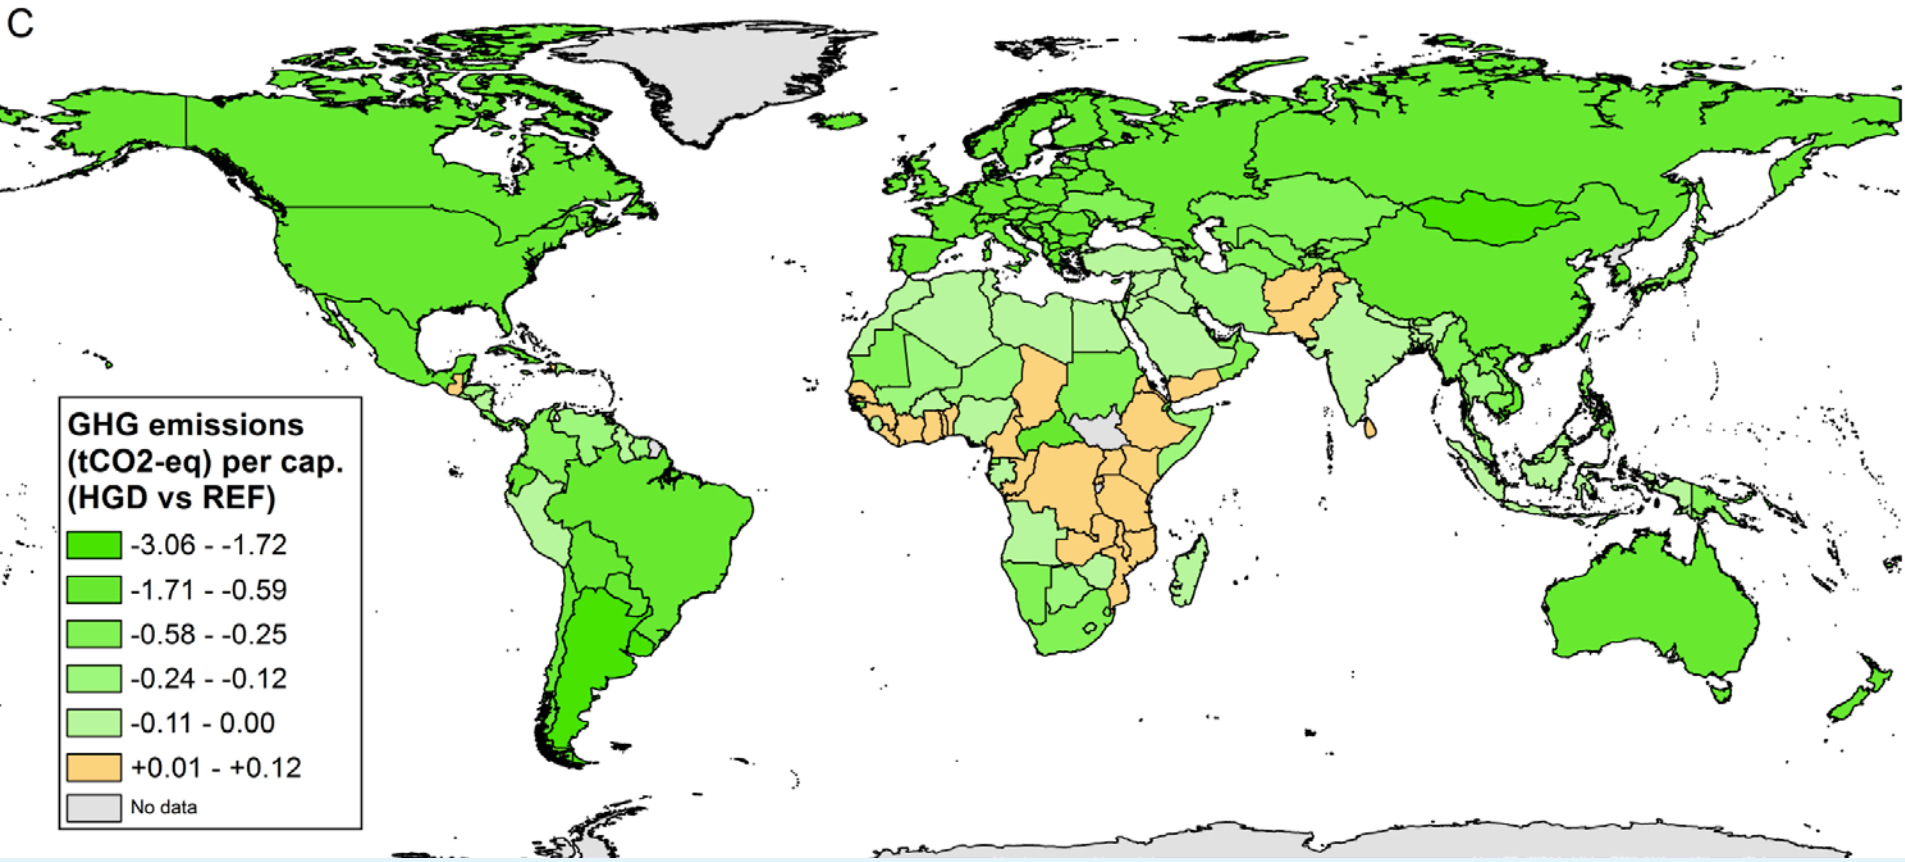 C
GHG emissions
(tCO2-eq) per cap.
(HGD vs REF)
-3.06 - -1.72
-1.71 - -0.59
-0.58 - -0.25
-0.24 - -0.12
-0.11 - 0.00
+0.01 - +0.12
No data